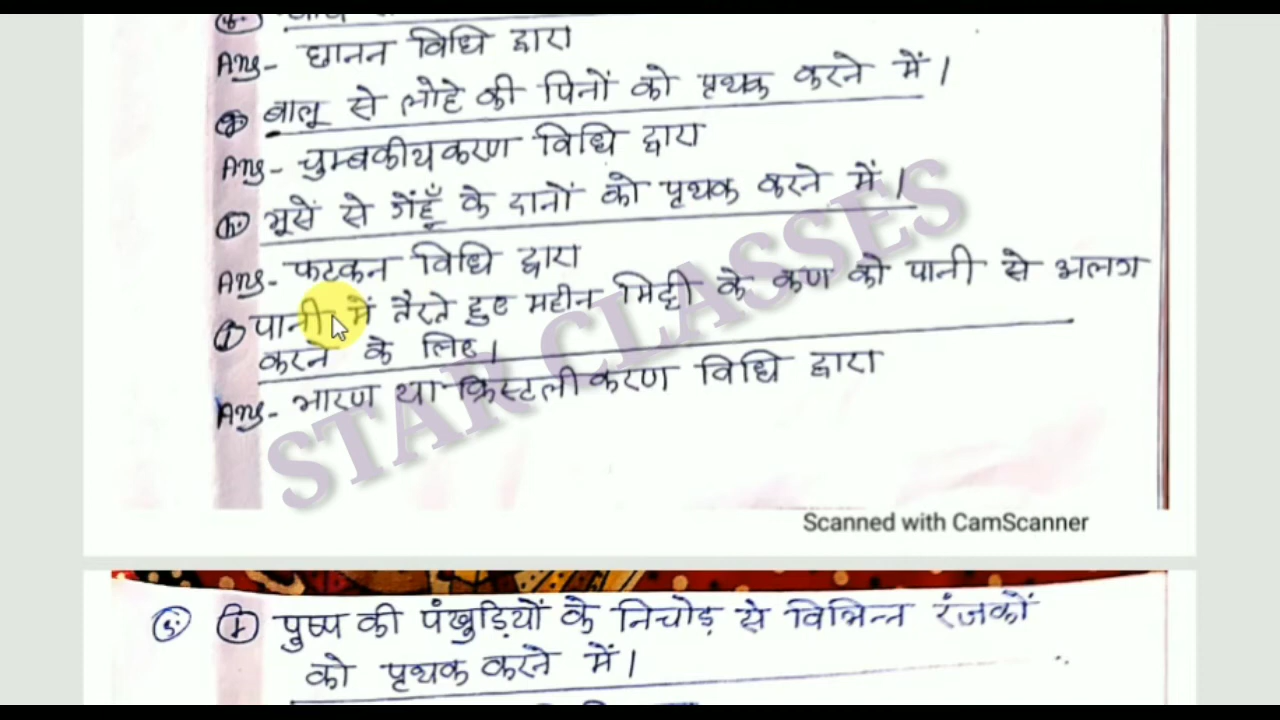 Ans- छानन विधि द्वारा
बालू से लोहे की पिनों को पृथक करने में।
Ans- चुम्बकीयकरण विधि द्वारा
(h) भूसें से गेंहूँ के दानों को पृथक करने में।
Ans- फटकन विधि द्वारा
पानी में तैरते हुए महीन मिट्टी के कण को पानी से अलग
करने के लिए।
Ans- भारण या क्रिस्टलीकरण विधि द्वारा
STAR CLASSES
Scanned with CamScanner
पुष्प की पंखुड़ियों के निचोड़ से विभिन्न रंजकों
को पृथक करने में।